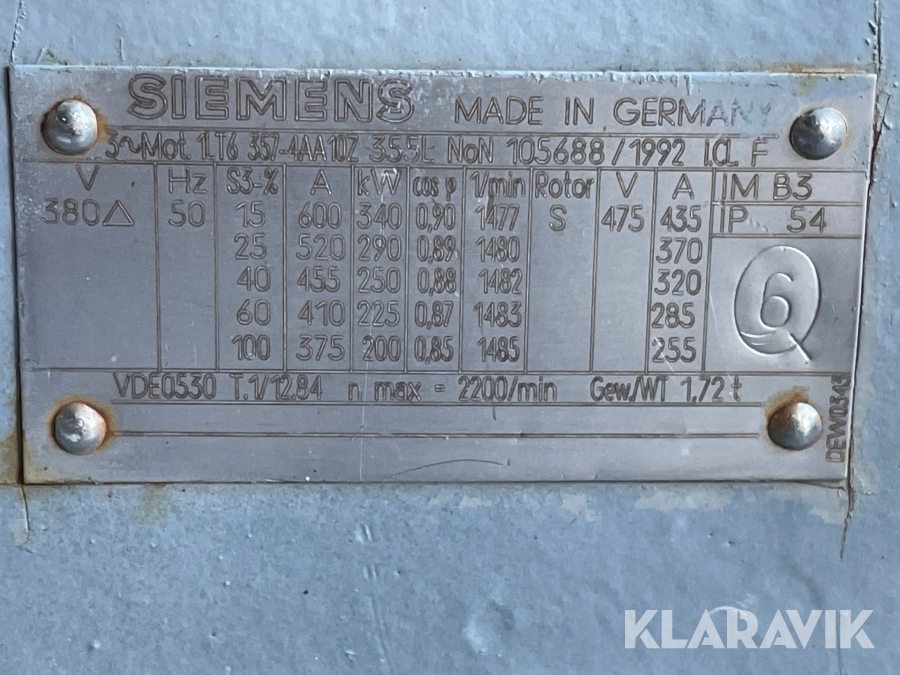 SIEMENS MADE IN GERMANY
3~Mot. 1LT6 357-4AA10Z 355L NoN 105688/1992 I.CL. F
V Hz S3-% A kW cos φ 1/min Rotor V A IM B3
380△ 50 15 600 340 0,90 1477 S 475 435 IP 54
25 520 290 0,89 1480 370
40 455 250 0,88 1482 320
60 410 225 0,87 1483 285
100 375 200 0,85 1485 255
6
VDE0530 T.1/12.84 n max = 2200/min Gew./WT 1,72 t
DEWO343
KLARAVIK